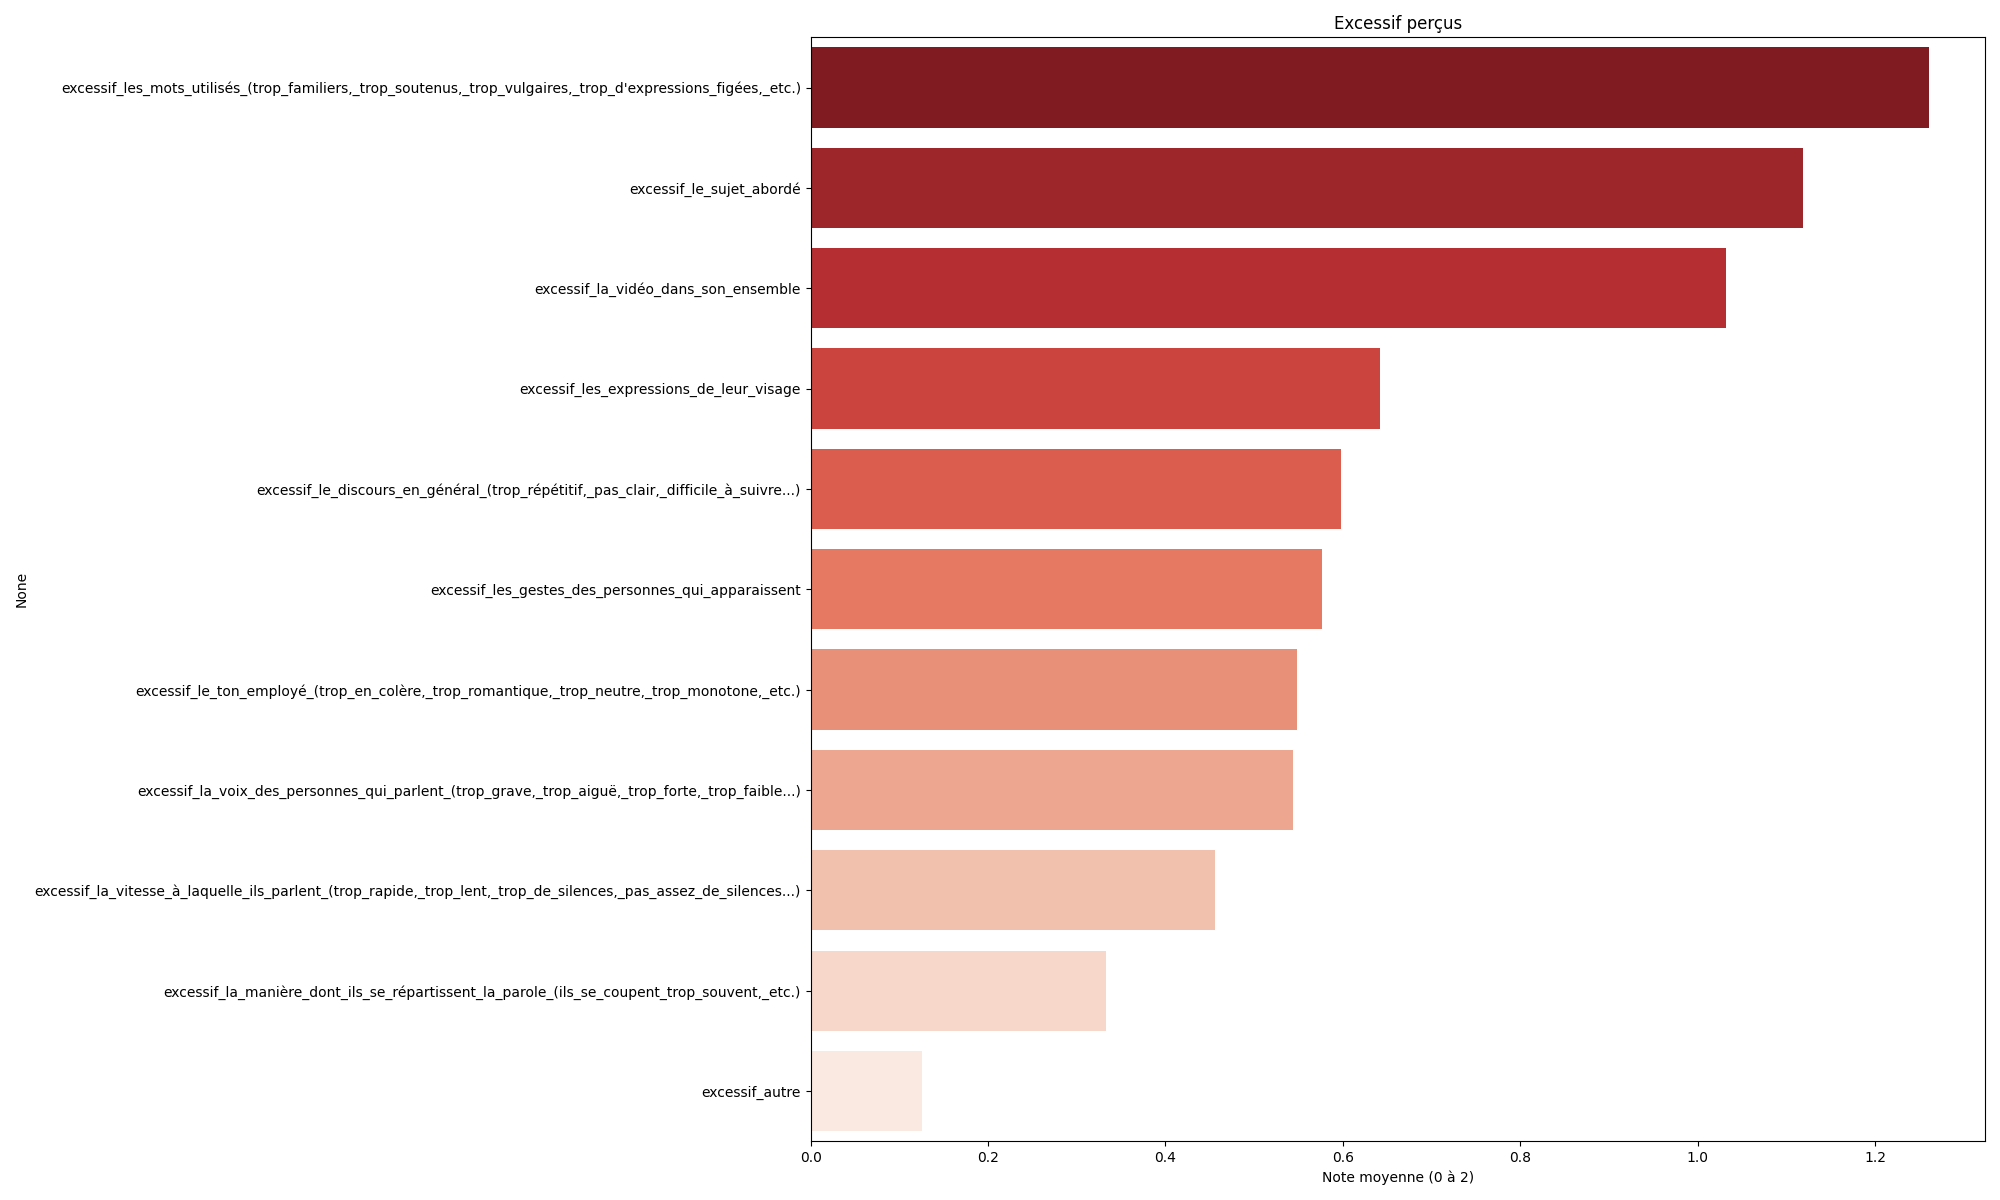 Excessif perçus
excessif_les_mots_utilisés_(trop_familiers,_trop_soutenus,_trop_vulgaires,_trop_d'expressions_figées,_etc.)
excessif_le_sujet_abordé
excessif_la_vidéo_dans_son_ensemble
excessif_les_expressions_de_leur_visage
excessif_le_discours_en_général_(trop_répétitif,_pas_clair,_difficile_à_suivre...)
excessif_les_gestes_des_personnes_qui_apparaissent
excessif_le_ton_employé_(trop_en_colère,_trop_romantique,_trop_neutre,_trop_monotone,_etc.)
excessif_la_voix_des_personnes_qui_parlent_(trop_grave,_trop_aiguë,_trop_forte,_trop_faible...)
excessif_la_vitesse_à_laquelle_ils_parlent_(trop_rapide,_trop_lent,_trop_de_silences,_pas_assez_de_silences...)
excessif_la_manière_dont_ils_se_répartissent_la_parole_(ils_se_coupent_trop_souvent,_etc.)
excessif_autre
None
0.0 0.2 0.4 0.6 0.8 1.0 1.2
Note moyenne (0 à 2)